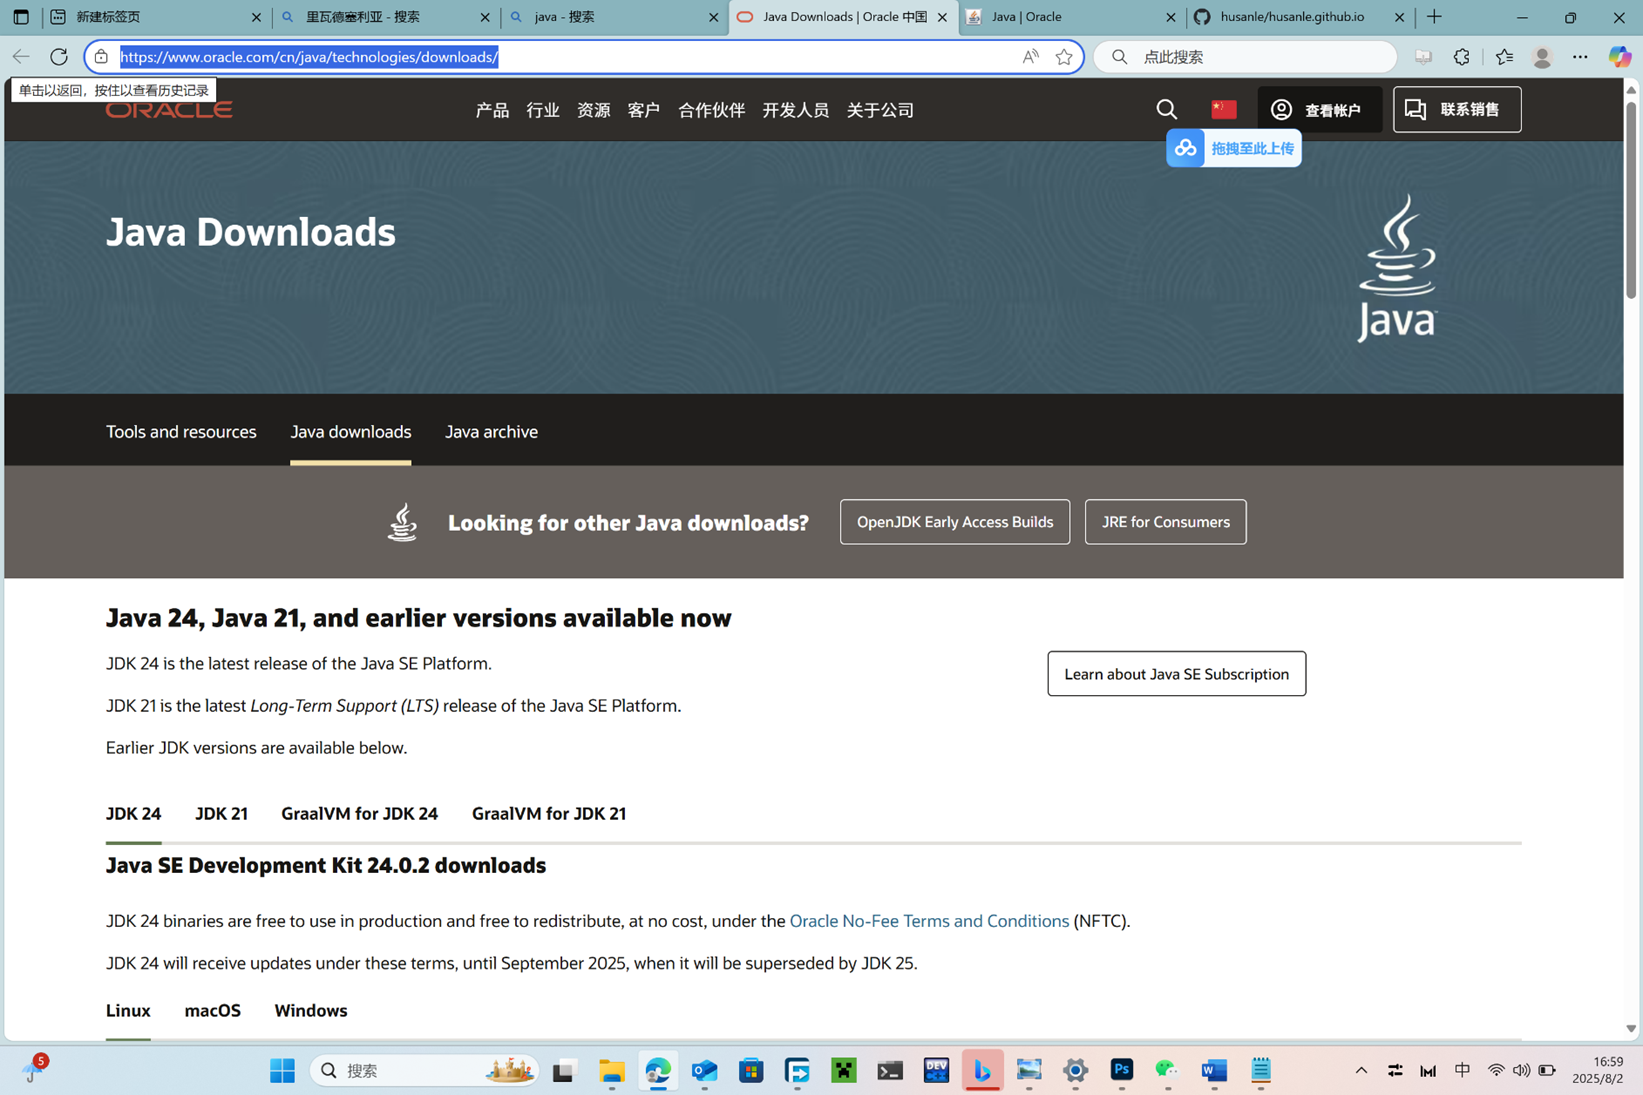 新建标签页
里瓦德塞利亚 - 搜索
java - 搜索
Java Downloads | Oracle 中国
Java | Oracle
husanle/husanle.github.io
https://www.oracle.com/cn/java/technologies/downloads/
点此搜索
单击以返回，按住以查看历史记录
ORACLE
产品 行业 资源 客户 合作伙伴 开发人员 关于公司
查看帐户
联系销售
拖拽至此上传
Java Downloads
Java
Tools and resources
Java downloads
Java archive
Looking for other Java downloads?
OpenJDK Early Access Builds
JRE for Consumers
Java 24, Java 21, and earlier versions available now
JDK 24 is the latest release of the Java SE Platform.
Learn about Java SE Subscription
JDK 21 is the latest Long-Term Support (LTS) release of the Java SE Platform.
Earlier JDK versions are available below.
JDK 24
JDK 21
GraalVM for JDK 24
GraalVM for JDK 21
Java SE Development Kit 24.0.2 downloads
JDK 24 binaries are free to use in production and free to redistribute, at no cost, under the Oracle No-Fee Terms and Conditions (NFTC).
JDK 24 will receive updates under these terms, until September 2025, when it will be superseded by JDK 25.
Linux
macOS
Windows
5
搜索
DEV
Ps
中
16:59
2025/8/2